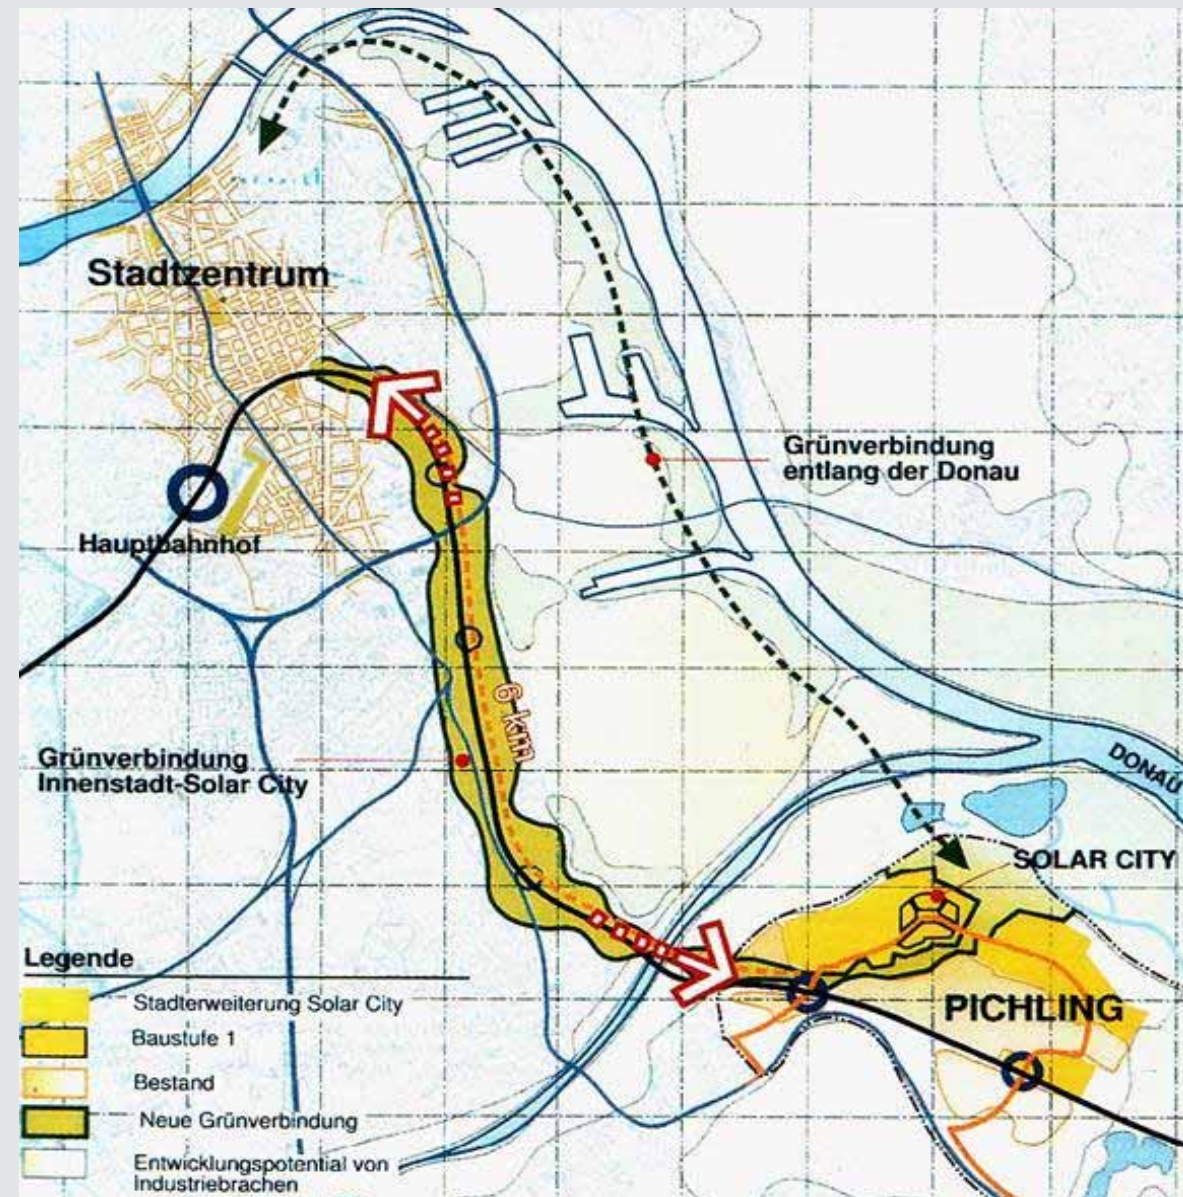 Stadtzentrum
Grünverbindung
entlang der Donau
Hauptbahnhof
6 km
Grünverbindung
Innenstadt-Solar City
DONAU
SOLAR CITY
PICHLING
Legende
Stadterweiterung Solar City
Baustufe 1
Bestand
Neue Grünverbindung
Entwicklungspotential von
Industriebrachen